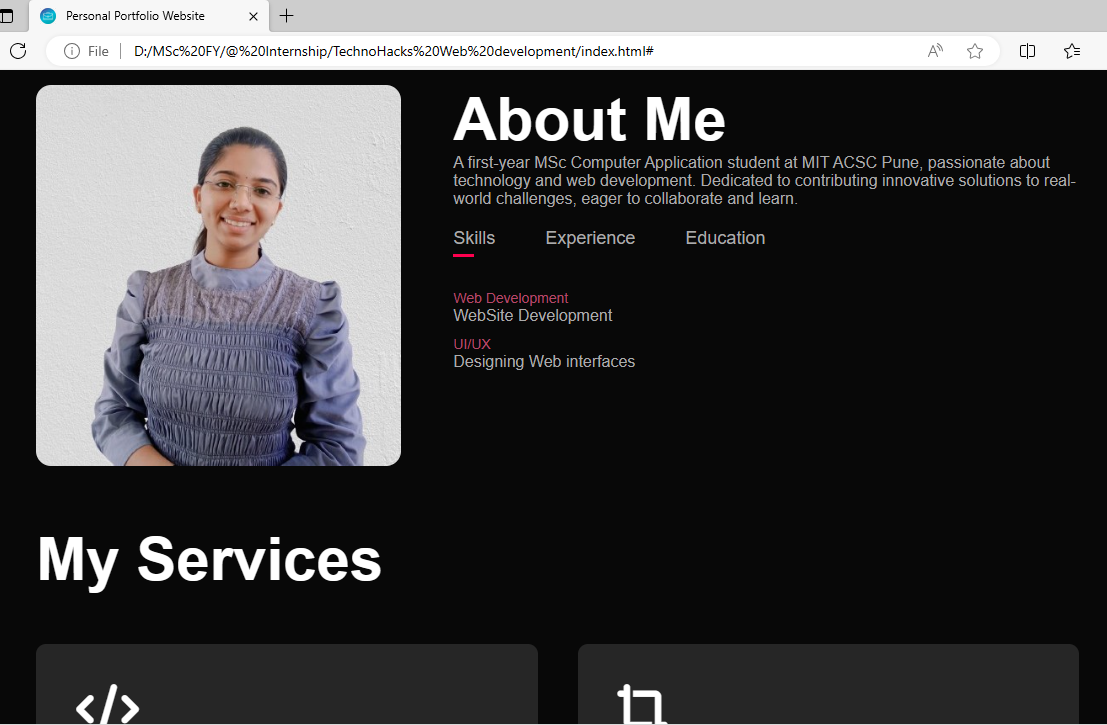 Personal Portfolio Website
File
D:/MSc%20FY/@%20Internship/TechnoHacks%20Web%20development/index.html#
About Me
A first-year MSc Computer Application student at MIT ACSC Pune, passionate about
technology and web development. Dedicated to contributing innovative solutions to real-
world challenges, eager to collaborate and learn.
Skills Experience Education
Web Development
WebSite Development
UI/UX
Designing Web interfaces
My Services